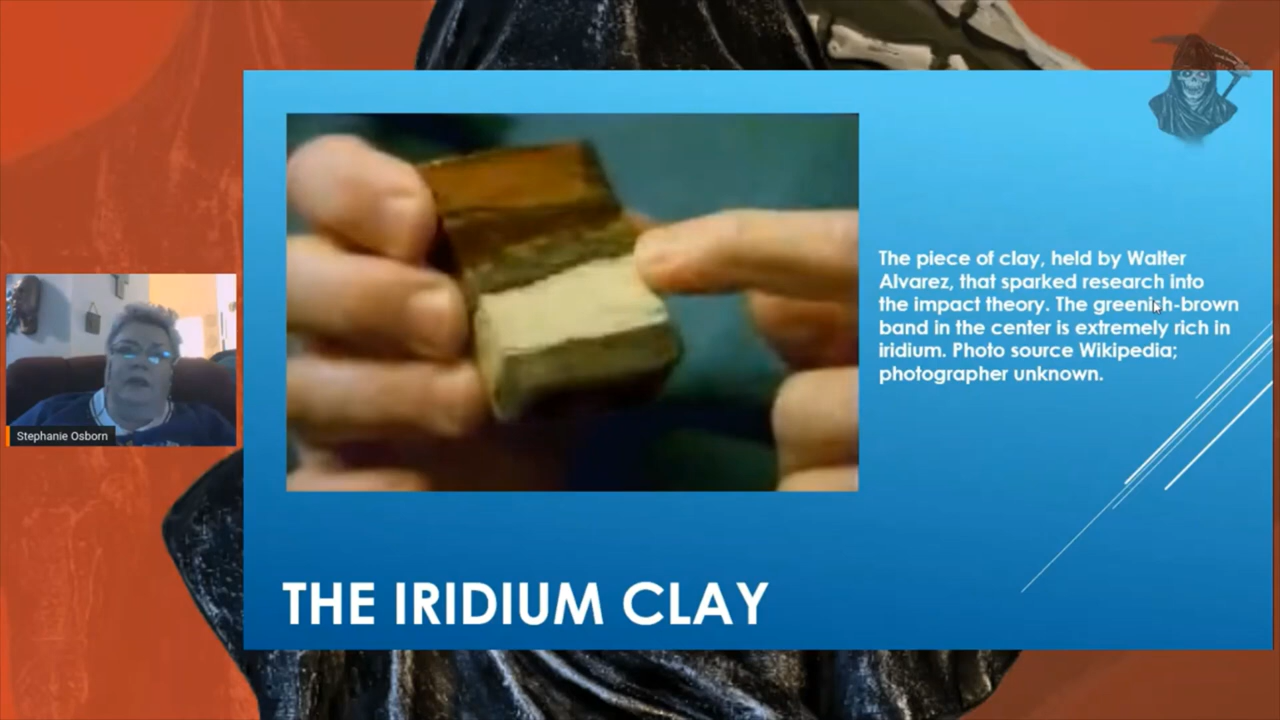 The piece of clay, held by Walter
Alvarez, that sparked research into
the impact theory. The greenish-brown
band in the center is extremely rich in
iridium. Photo source Wikipedia;
photographer unknown.
Stephanie Osborn
THE IRIDIUM CLAY